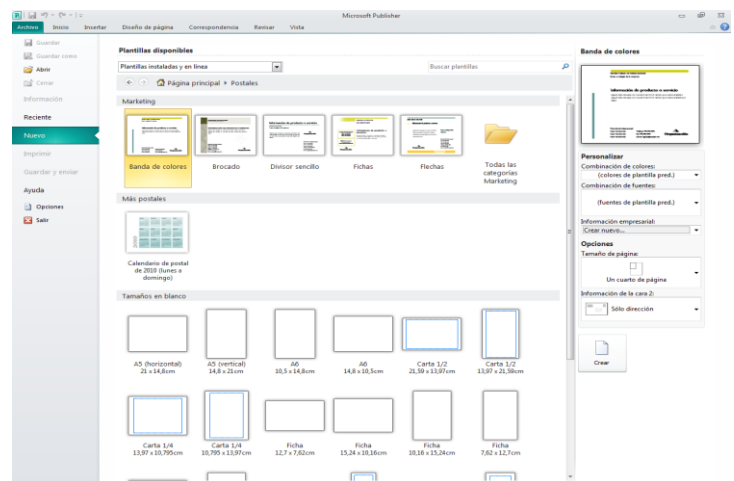 Microsoft Publisher
Archivo Inicio Insertar Diseño de página Correspondencia Revisar Vista
Guardar
Guardar como
Abrir
Cerrar
Información
Reciente
Nuevo
Imprimir
Guardar y enviar
Ayuda
Opciones
Salir
Plantillas disponibles
Plantillas instaladas y en línea
Buscar plantillas
Página principal Postales
Marketing
Banda de colores
Brocado
Divisor sencillo
Fichas
Flechas
Todas las
categorías
Marketing
Más postales
Calendario de postal
de 2010 (lunes a
domingo)
Tamaños en blanco
A5 (horizontal)
21 x 14,8cm
A5 (vertical)
14,8 x 21cm
A6
10,5 x 14,8cm
A6
14,8 x 10,5cm
Carta 1/2
21,59 x 13,97cm
Carta 1/2
13,97 x 21,59cm
Carta 1/4
13,97 x 10,795cm
Carta 1/4
10,795 x 13,97cm
Ficha
12,7 x 7,62cm
Ficha
15,24 x 10,16cm
Ficha
10,16 x 15,24cm
Ficha
7,62 x 12,7cm
Banda de colores
Información de producto o servicio
Organización
Personalizar
Combinación de colores:
(colores de plantilla pred.)
Combinación de fuentes:
(fuentes de plantilla pred.)
Información empresarial:
Crear nuevo...
Opciones
Tamaño de página:
Un cuarto de página
Información de la cara 2:
Sólo dirección
Crear